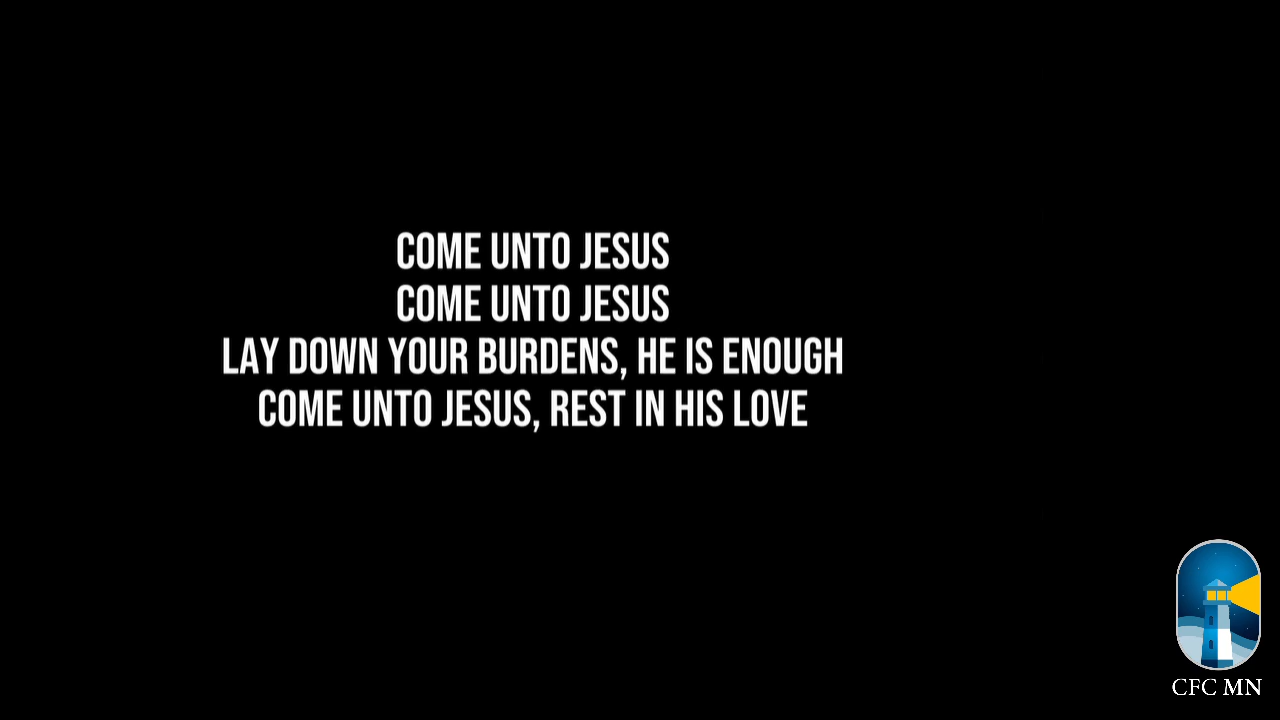 COME UNTO JESUS
COME UNTO JESUS
LAY DOWN YOUR BURDENS, HE IS ENOUGH
COME UNTO JESUS, REST IN HIS LOVE
CFC MN